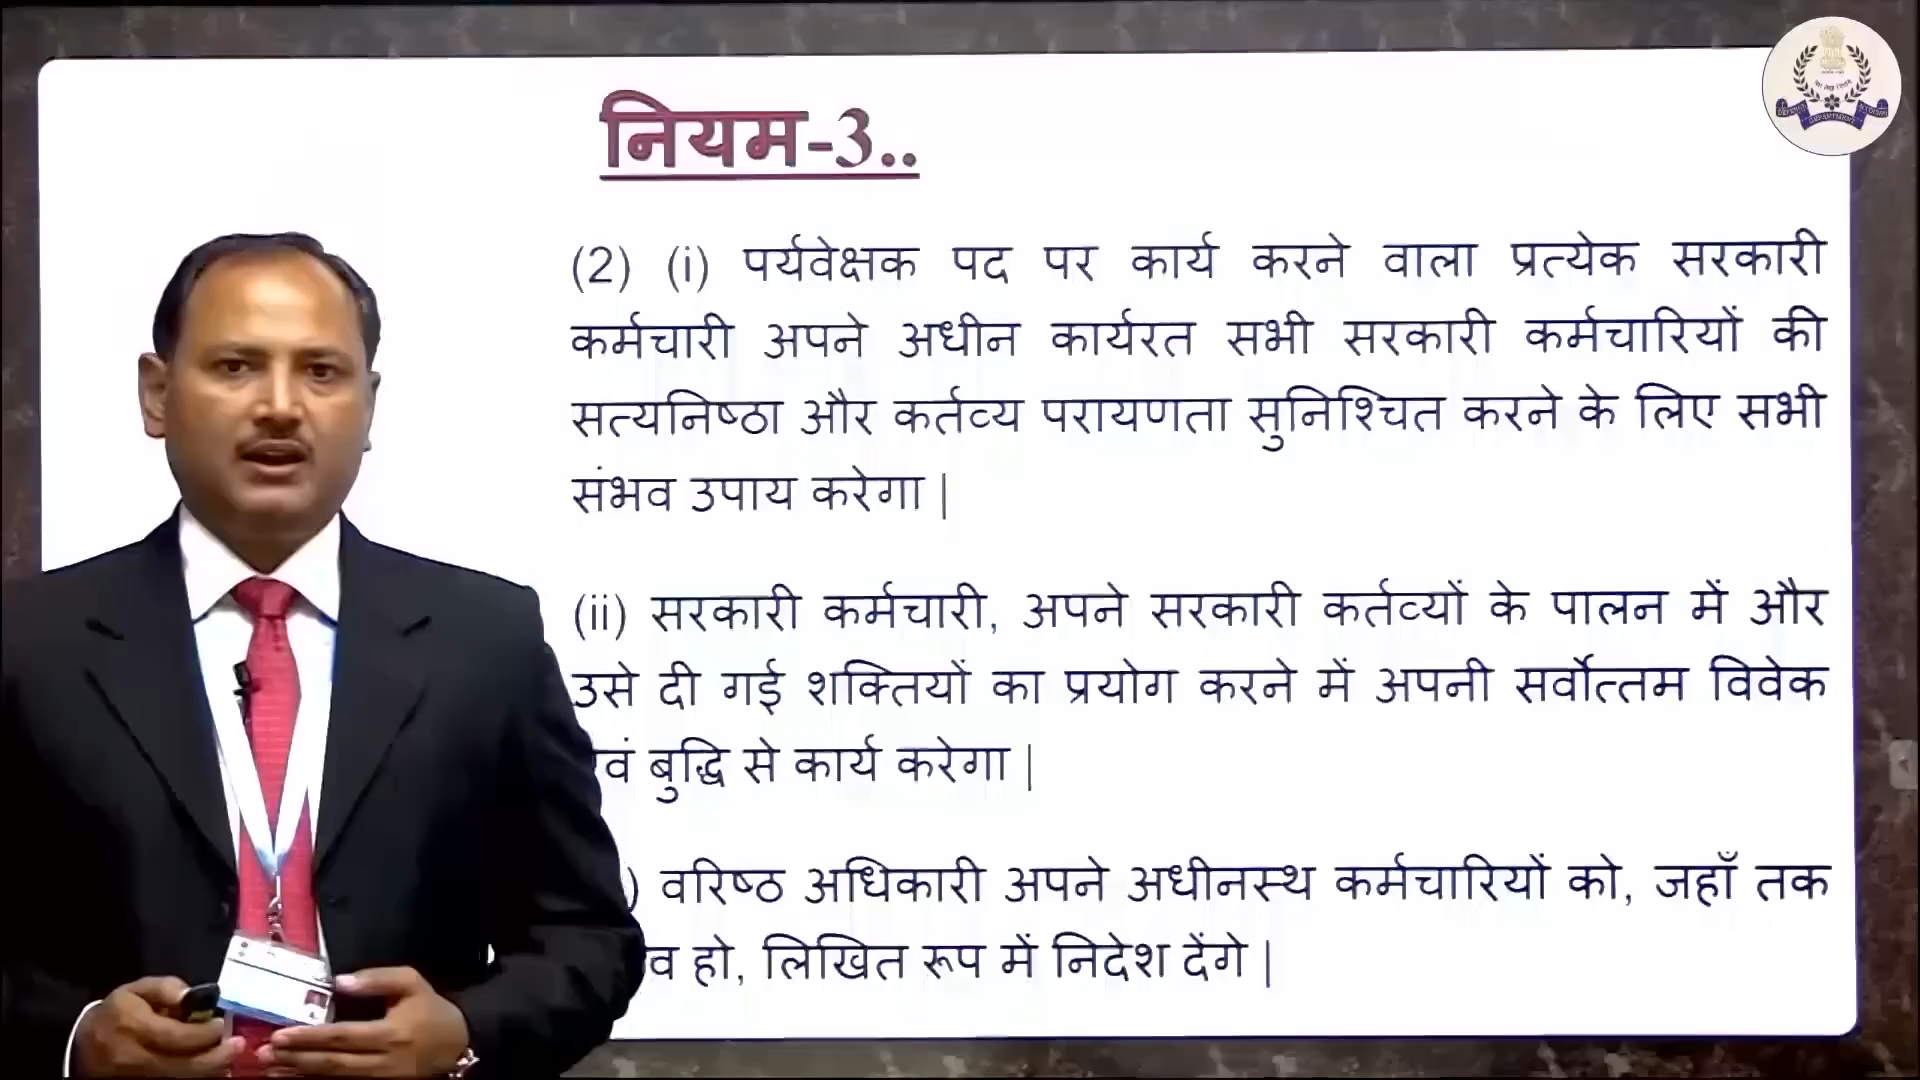 नियम-3..
(2) (i) पर्यवेक्षक पद पर कार्य करने वाला प्रत्येक सरकारी
कर्मचारी अपने अधीन कार्यरत सभी सरकारी कर्मचारियों की
सत्यनिष्ठा और कर्तव्य परायणता सुनिश्चित करने के लिए सभी
संभव उपाय करेगा |
(ii) सरकारी कर्मचारी, अपने सरकारी कर्तव्यों के पालन में और
उसे दी गई शक्तियों का प्रयोग करने में अपनी सर्वोत्तम विवेक
वं बुद्धि से कार्य करेगा |
) वरिष्ठ अधिकारी अपने अधीनस्थ कर्मचारियों को, जहाँ तक
व हो, लिखित रूप में निदेश देंगे |